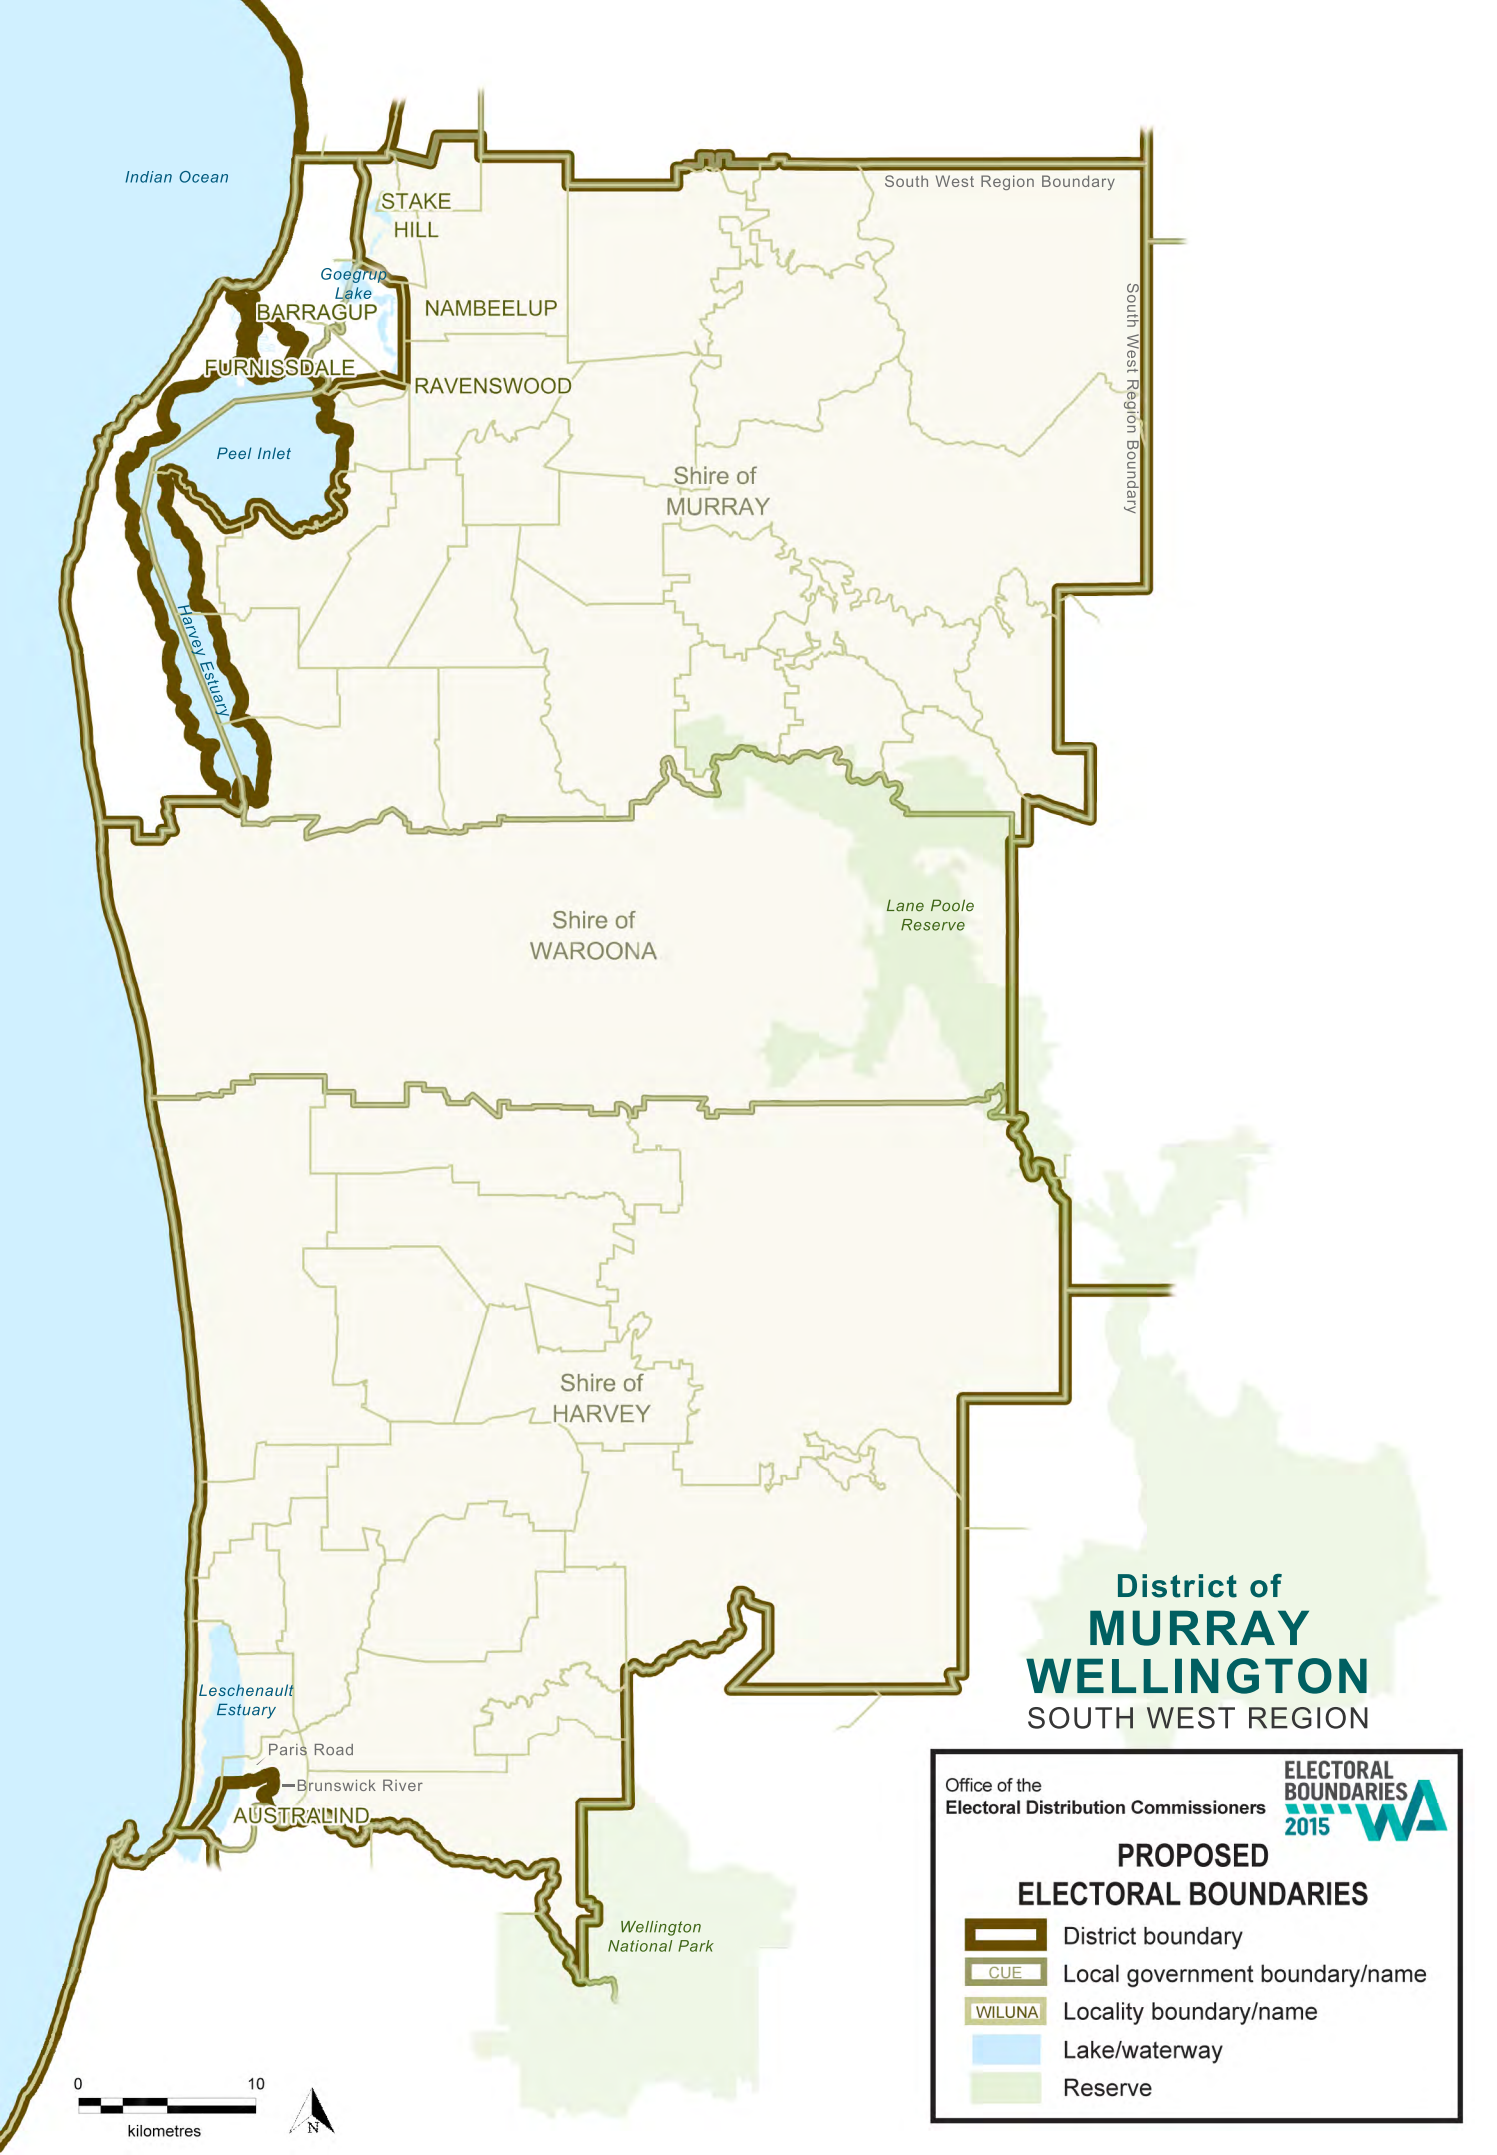 Indian Ocean
South West Region Boundary
STAKE
HILL
Goegrup
Lake
BARRAGUP
NAMBEELUP
South West Region Boundary
FURNISSDALE
RAVENSWOOD
Peel Inlet
Shire of
MURRAY
Harvey Estuary
Lane Poole
Reserve
Shire of
WAROONA
Shire of
HARVEY
District of
MURRAY
WELLINGTON
SOUTH WEST REGION
Leschenault
Estuary
Paris Road
Brunswick River
AUSTRALIND
Wellington
National Park
Office of the
Electoral Distribution Commissioners
ELECTORAL
BOUNDARIES
2015
WA
PROPOSED
ELECTORAL BOUNDARIES
District boundary
CUE
Local government boundary/name
WILUNA
Locality boundary/name
Lake/waterway
Reserve
0 10
kilometres
N